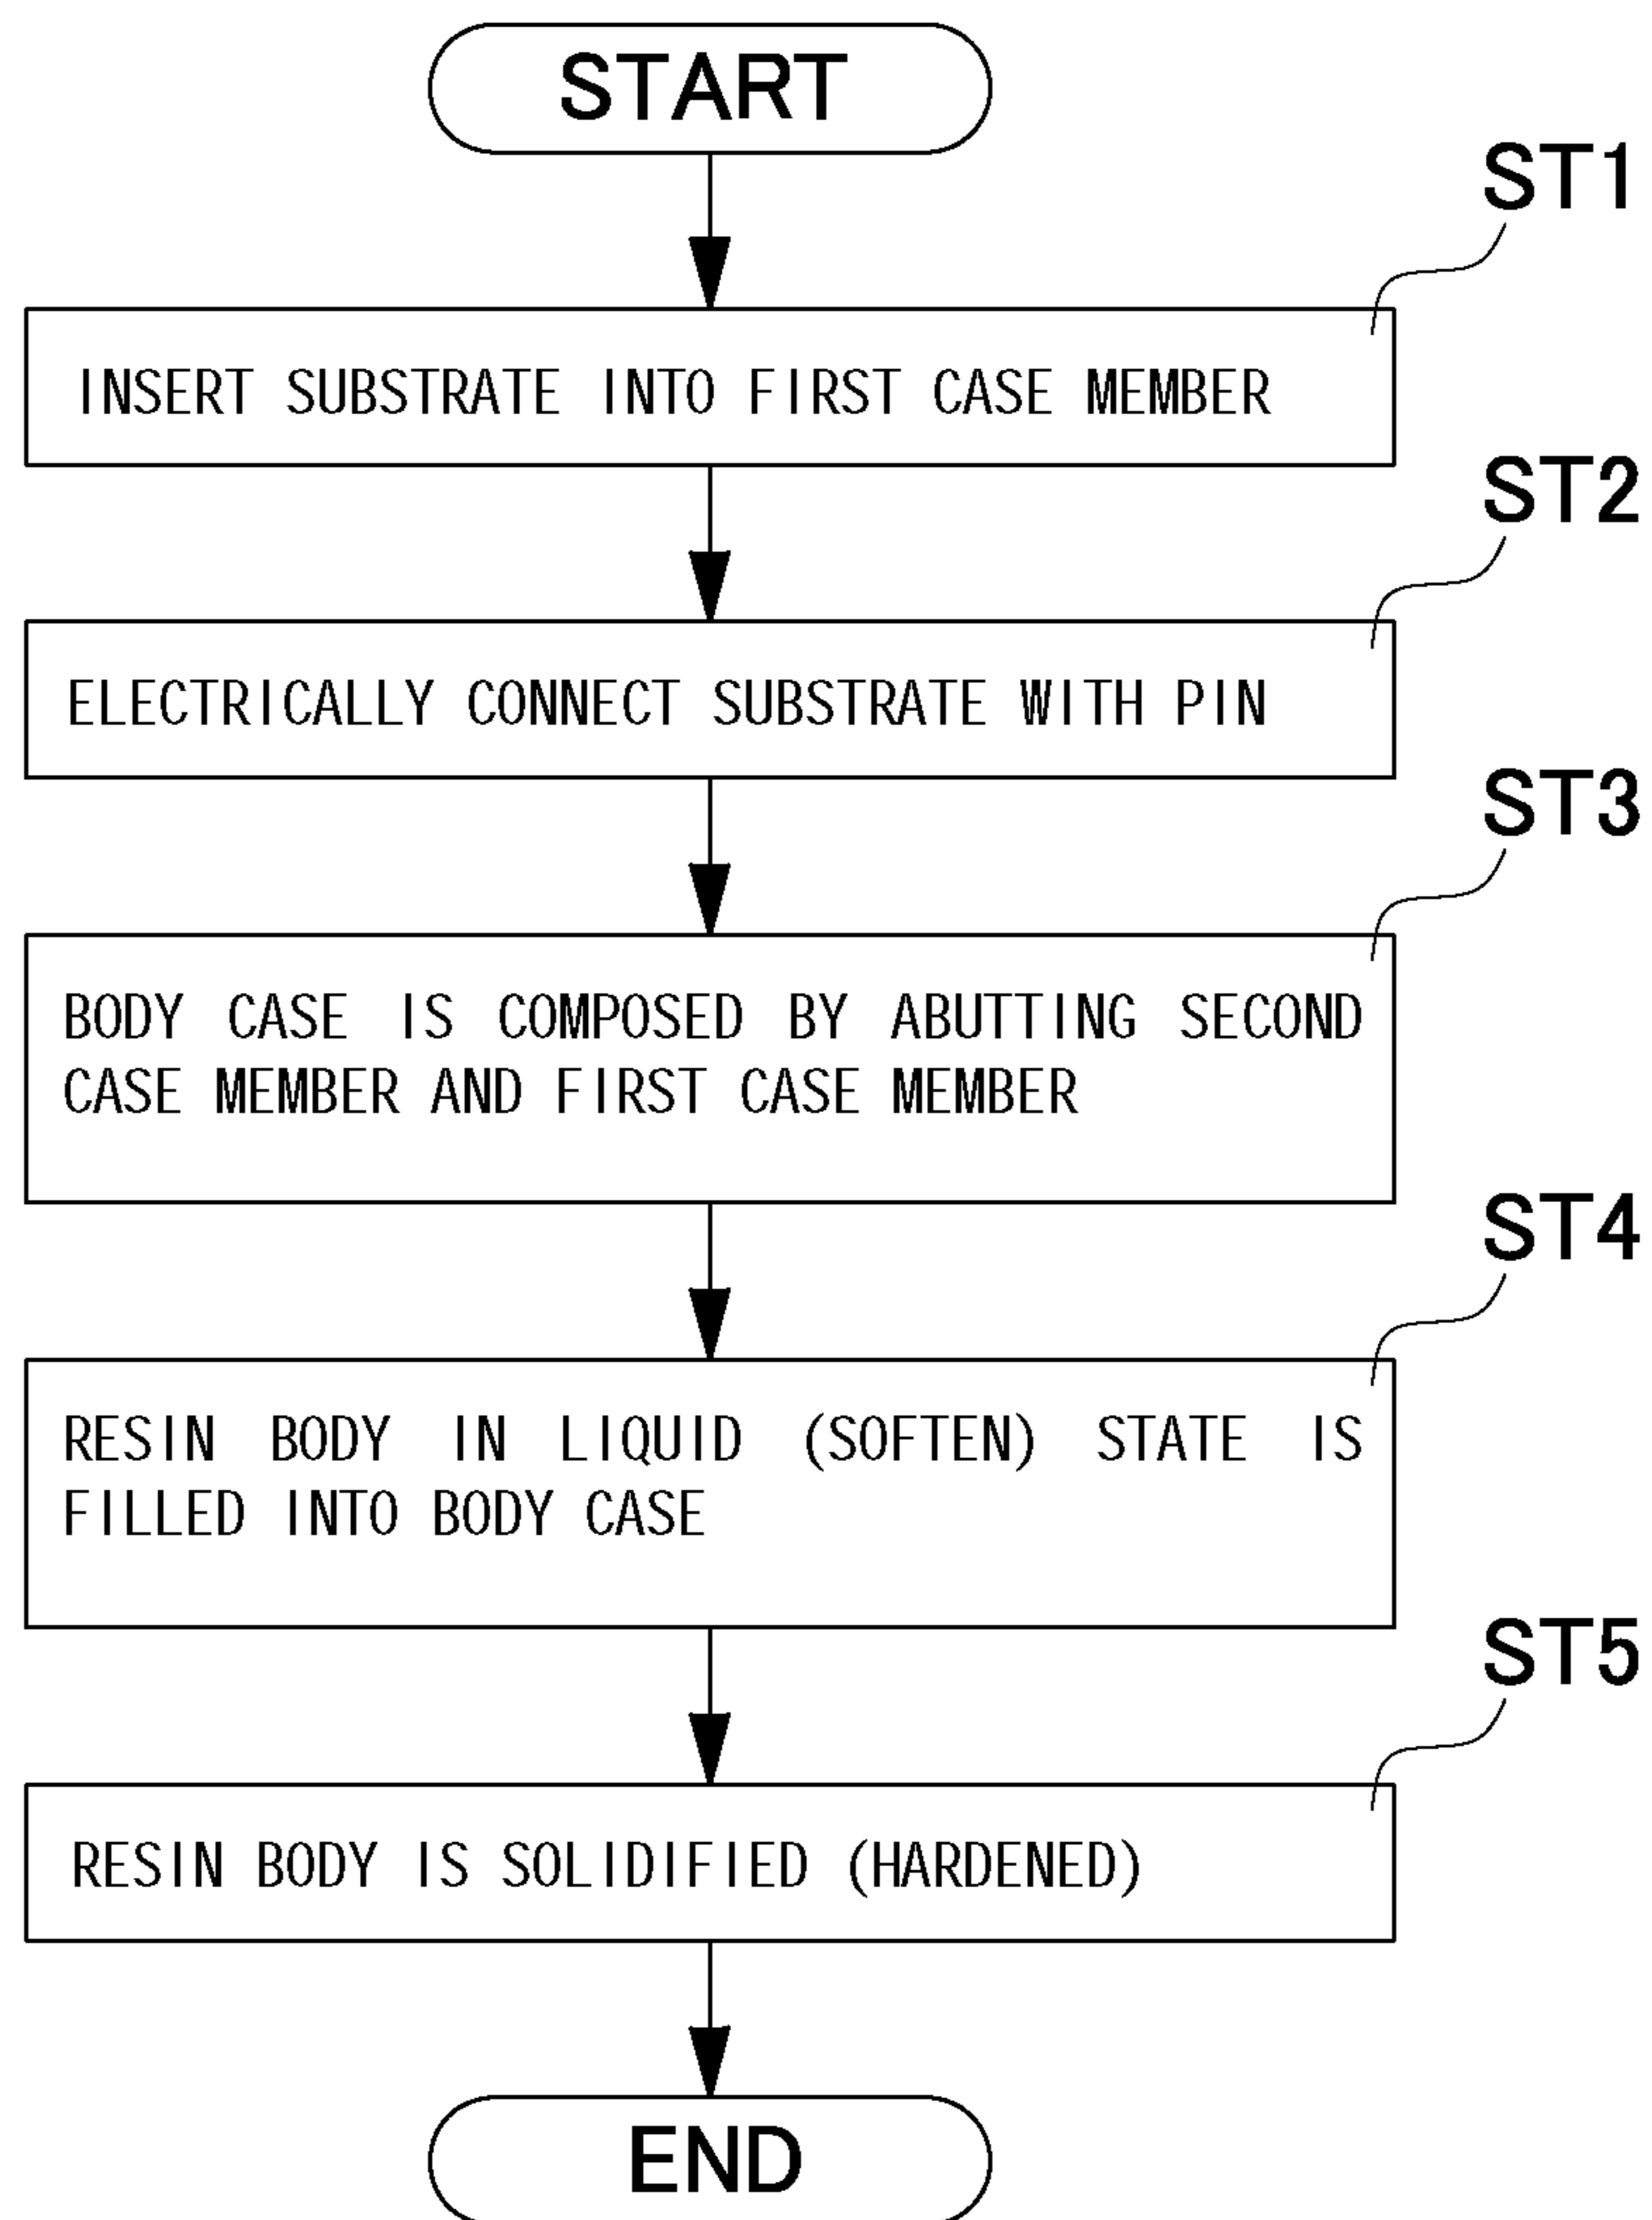 START
ST1
INSERT SUBSTRATE INTO FIRST CASE MEMBER
ST2
ELECTRICALLY CONNECT SUBSTRATE WITH PIN
ST3
BODY CASE IS COMPOSED BY ABUTTING SECOND
CASE MEMBER AND FIRST CASE MEMBER
ST4
RESIN BODY IN LIQUID (SOFTEN) STATE IS
FILLED INTO BODY CASE
ST5
RESIN BODY IS SOLIDIFIED (HARDENED)
END